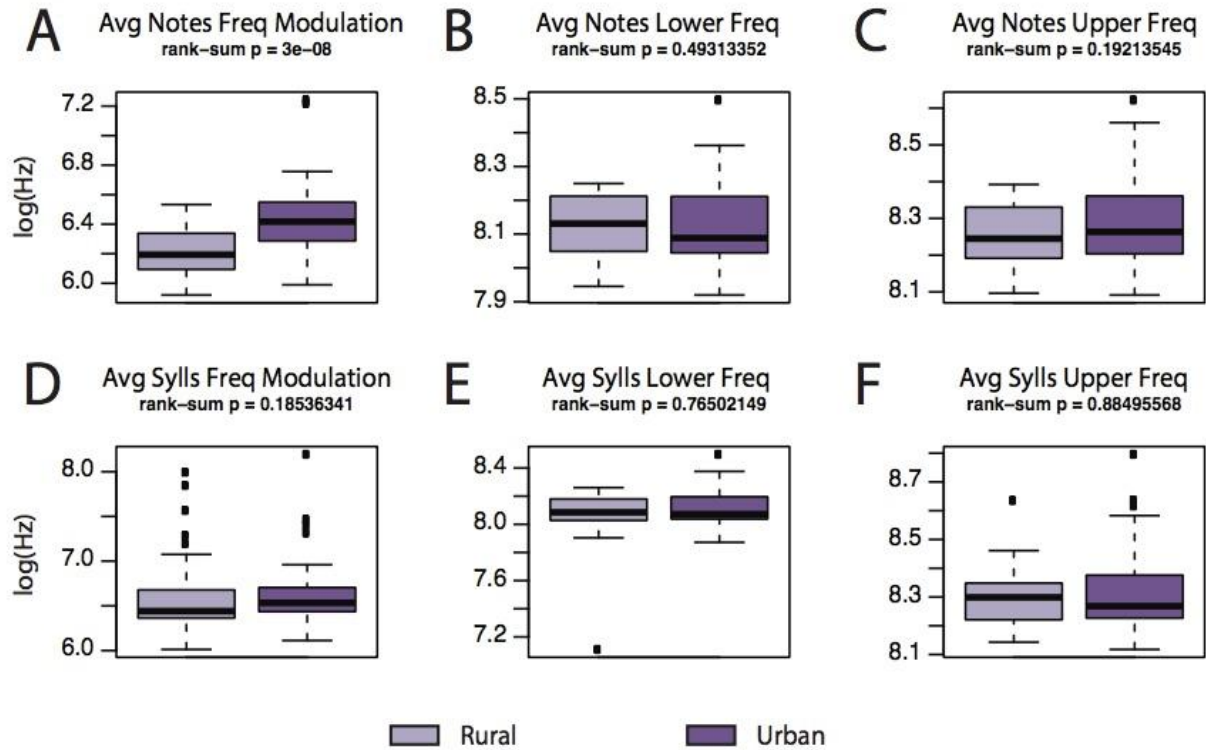 A Avg Notes Freq Modulation
rank-sum p = 3e-08
B Avg Notes Lower Freq
rank-sum p = 0.49313352
C Avg Notes Upper Freq
rank-sum p = 0.19213545
log(Hz)
7.2
6.8
6.4
6.0
8.5
8.3
8.1
7.9
8.5
8.3
8.1
D Avg Sylls Freq Modulation
rank-sum p = 0.18536341
E Avg Sylls Lower Freq
rank-sum p = 0.76502149
F Avg Sylls Upper Freq
rank-sum p = 0.88495568
log(Hz)
8.0
7.0
6.0
8.4
8.0
7.6
7.2
8.7
8.5
8.3
8.1
Rural
Urban